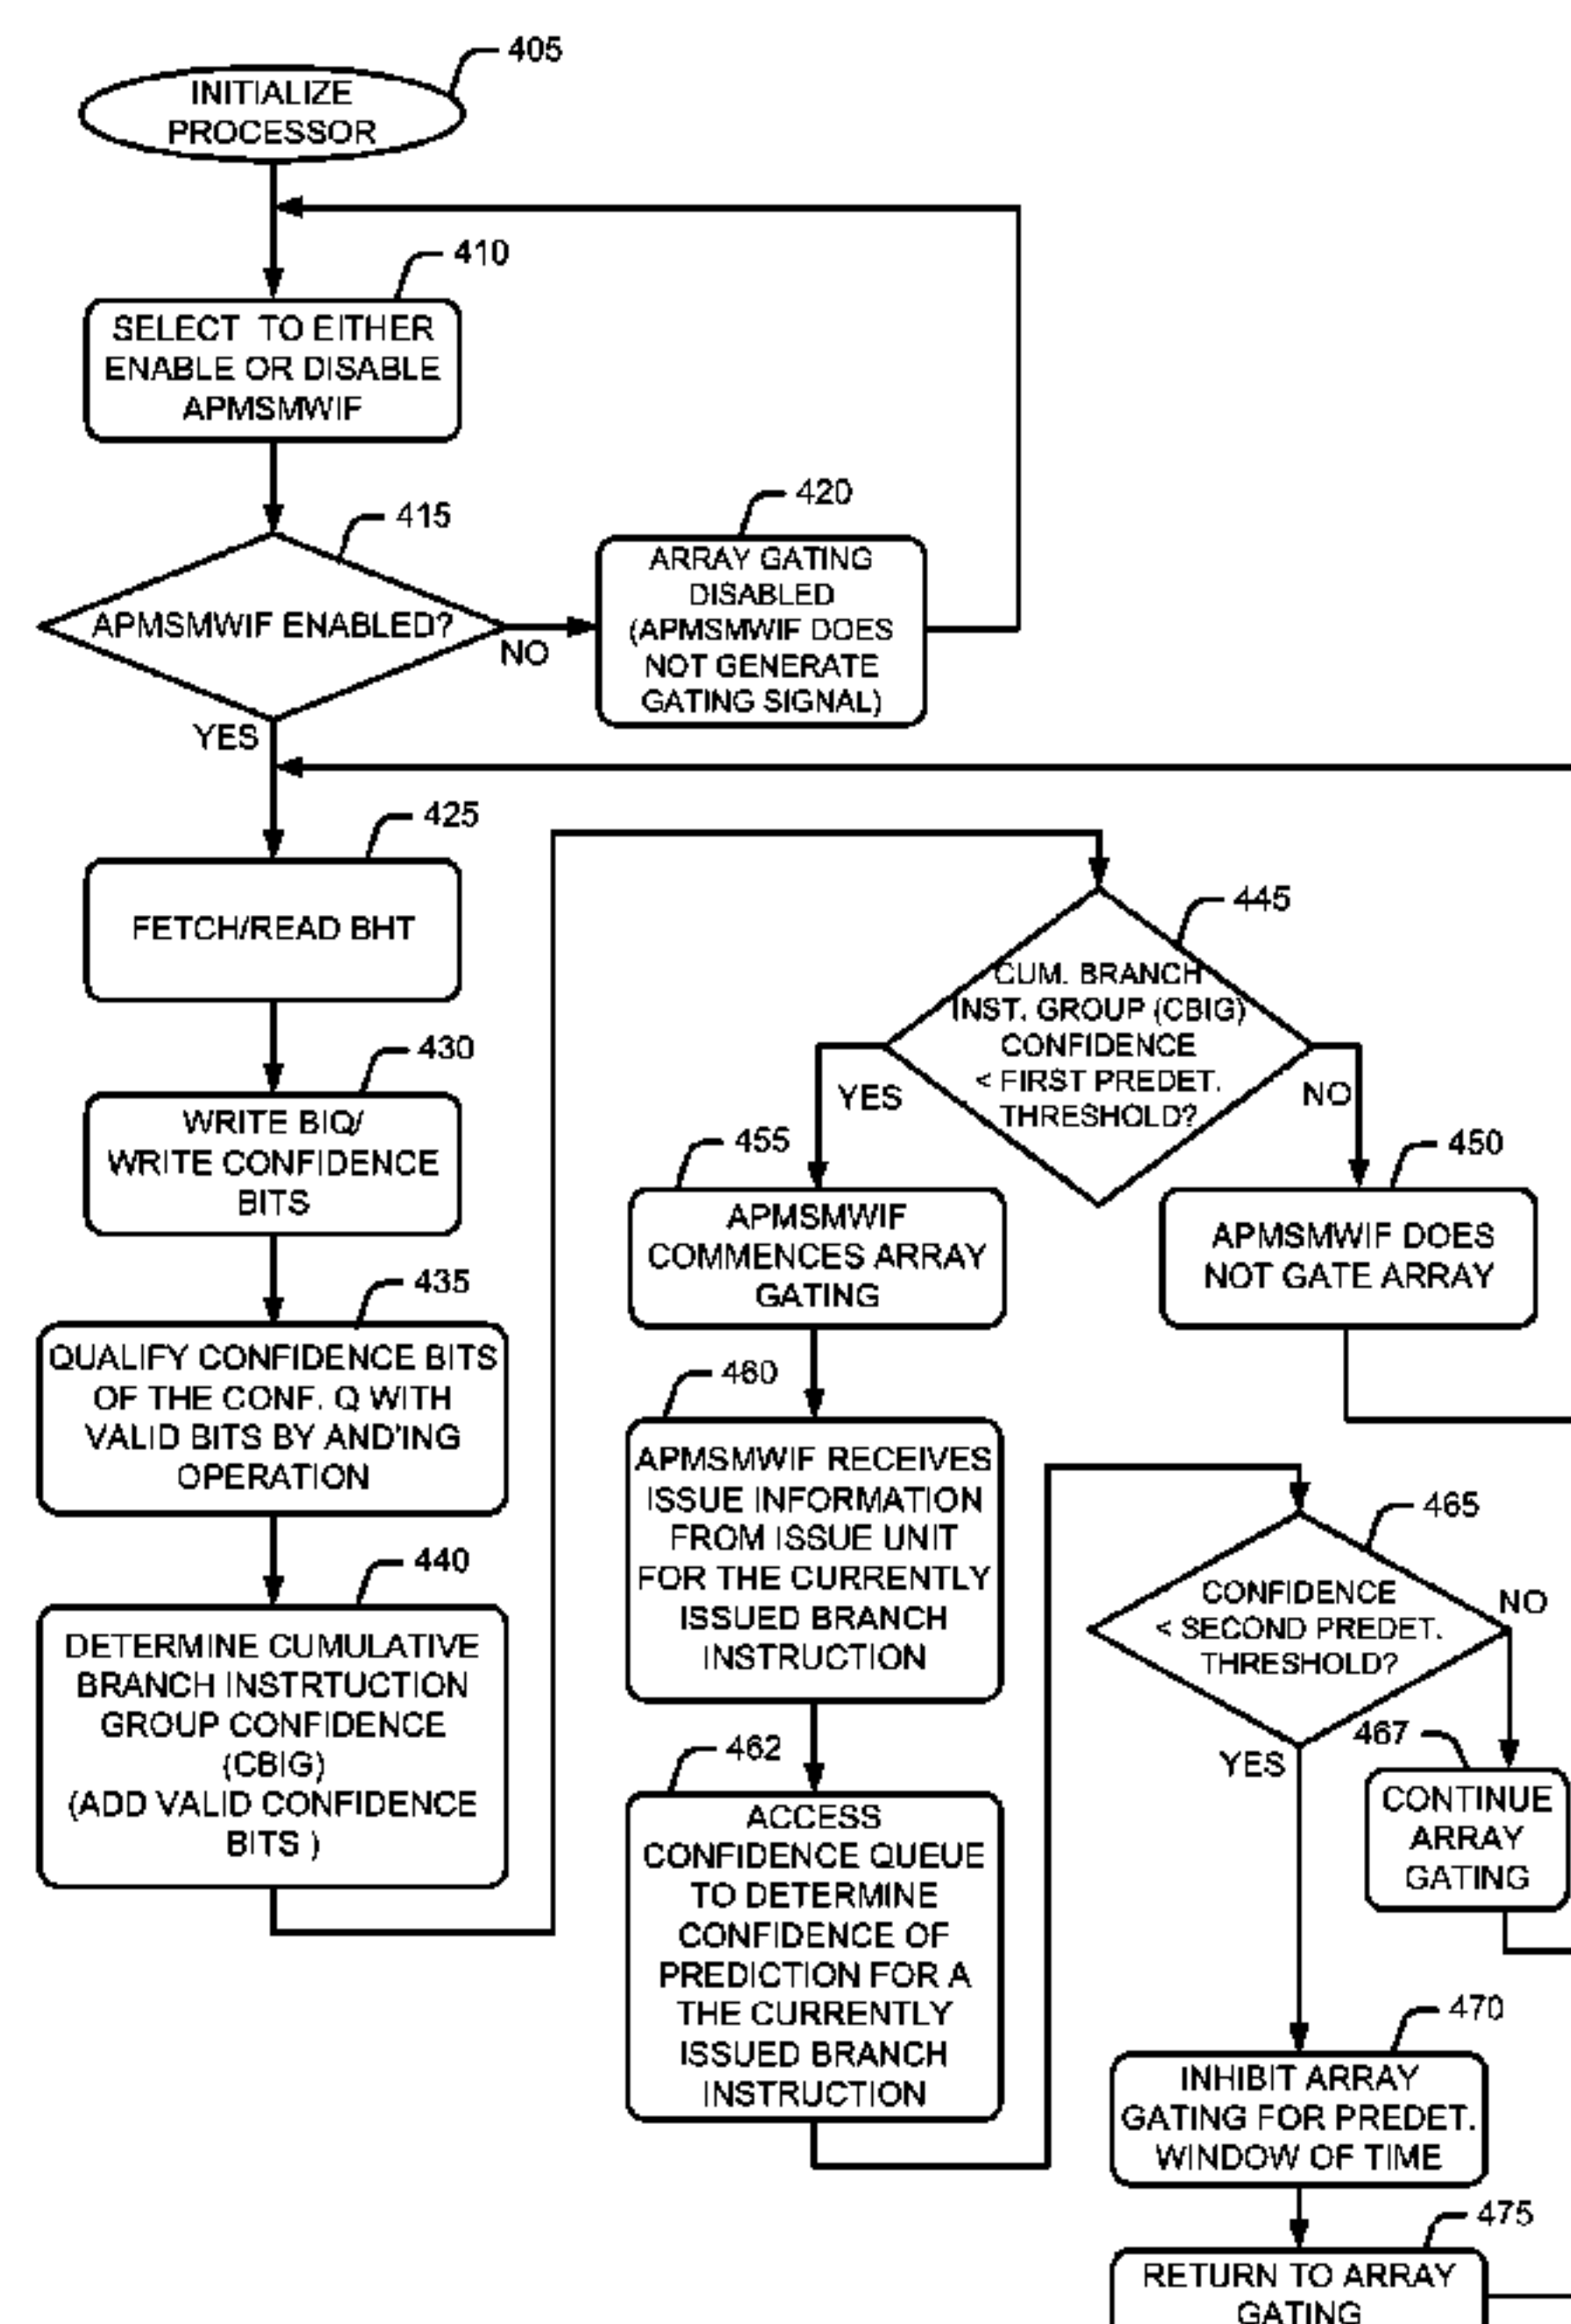 405
INITIALIZE
PROCESSOR
410
SELECT TO EITHER
ENABLE OR DISABLE
APMSMWIF
415
APMSMWIF ENABLED?
NO
YES
420
ARRAY GATING
DISABLED
(APMSMWIF DOES
NOT GENERATE
GATING SIGNAL)
425
FETCH/READ BHT
430
WRITE BIQ/
WRITE CONFIDENCE
BITS
435
QUALIFY CONFIDENCE BITS
OF THE CONF. Q WITH
VALID BITS BY AND'ING
OPERATION
440
DETERMINE CUMULATIVE
BRANCH INSTRTUCTION
GROUP CONFIDENCE
(CBIG)
(ADD VALID CONFIDENCE
BITS )
445
CUM. BRANCH
INST. GROUP (CBIG)
CONFIDENCE
< FIRST PREDET.
THRESHOLD?
YES
NO
455
APMSMWIF
COMMENCES ARRAY
GATING
450
APMSMWIF DOES
NOT GATE ARRAY
460
APMSMWIF RECEIVES
ISSUE INFORMATION
FROM ISSUE UNIT
FOR THE CURRENTLY
ISSUED BRANCH
INSTRUCTION
462
ACCESS
CONFIDENCE QUEUE
TO DETERMINE
CONFIDENCE OF
PREDICTION FOR A
THE CURRENTLY
ISSUED BRANCH
INSTRUCTION
465
CONFIDENCE
< SECOND PREDET.
THRESHOLD?
NO
YES
467
CONTINUE
ARRAY
GATING
470
INHIBIT ARRAY
GATING FOR PREDET.
WINDOW OF TIME
475
RETURN TO ARRAY
GATING